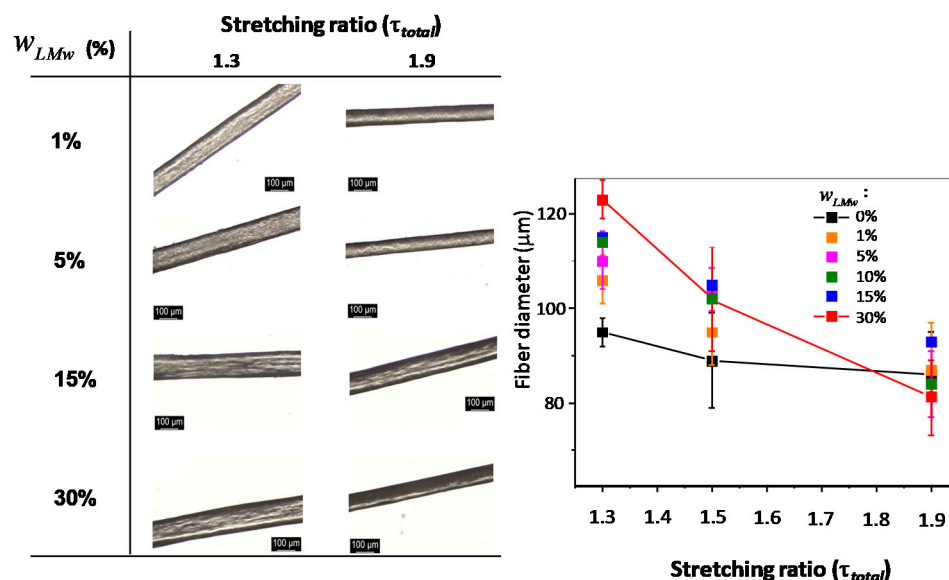 Stretching ratio (τtotal)
wLMw (%)
1.3 1.9
1%
100 µm 100 µm
5%
100 µm 100 µm
15%
100 µm 100 µm
30%
100 µm 100 µm
Fiber diameter (µm)
120
100
80
wLMw :
0%
1%
5%
10%
15%
30%
1.3 1.4 1.5 1.6 1.7 1.8 1.9
Stretching ratio (τtotal)